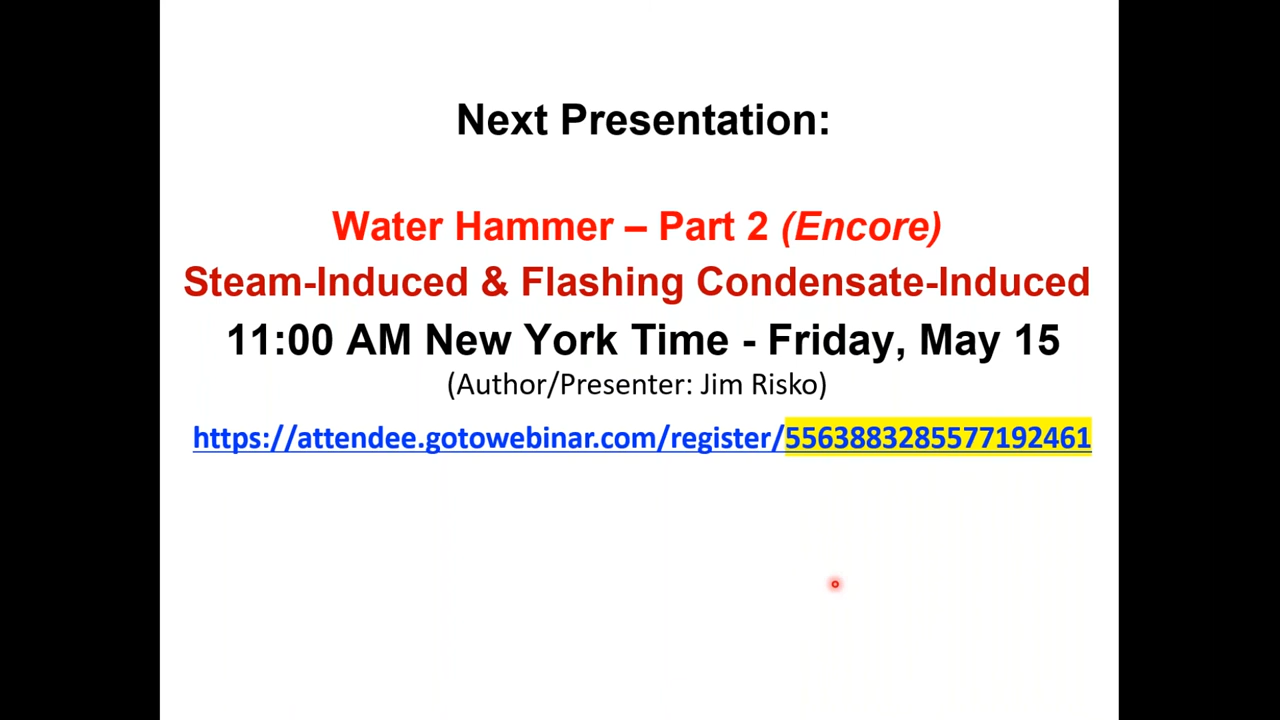 Next Presentation:
Water Hammer – Part 2 (Encore)
Steam-Induced & Flashing Condensate-Induced
11:00 AM New York Time - Friday, May 15
(Author/Presenter: Jim Risko)
https://attendee.gotowebinar.com/register/5563883285577192461